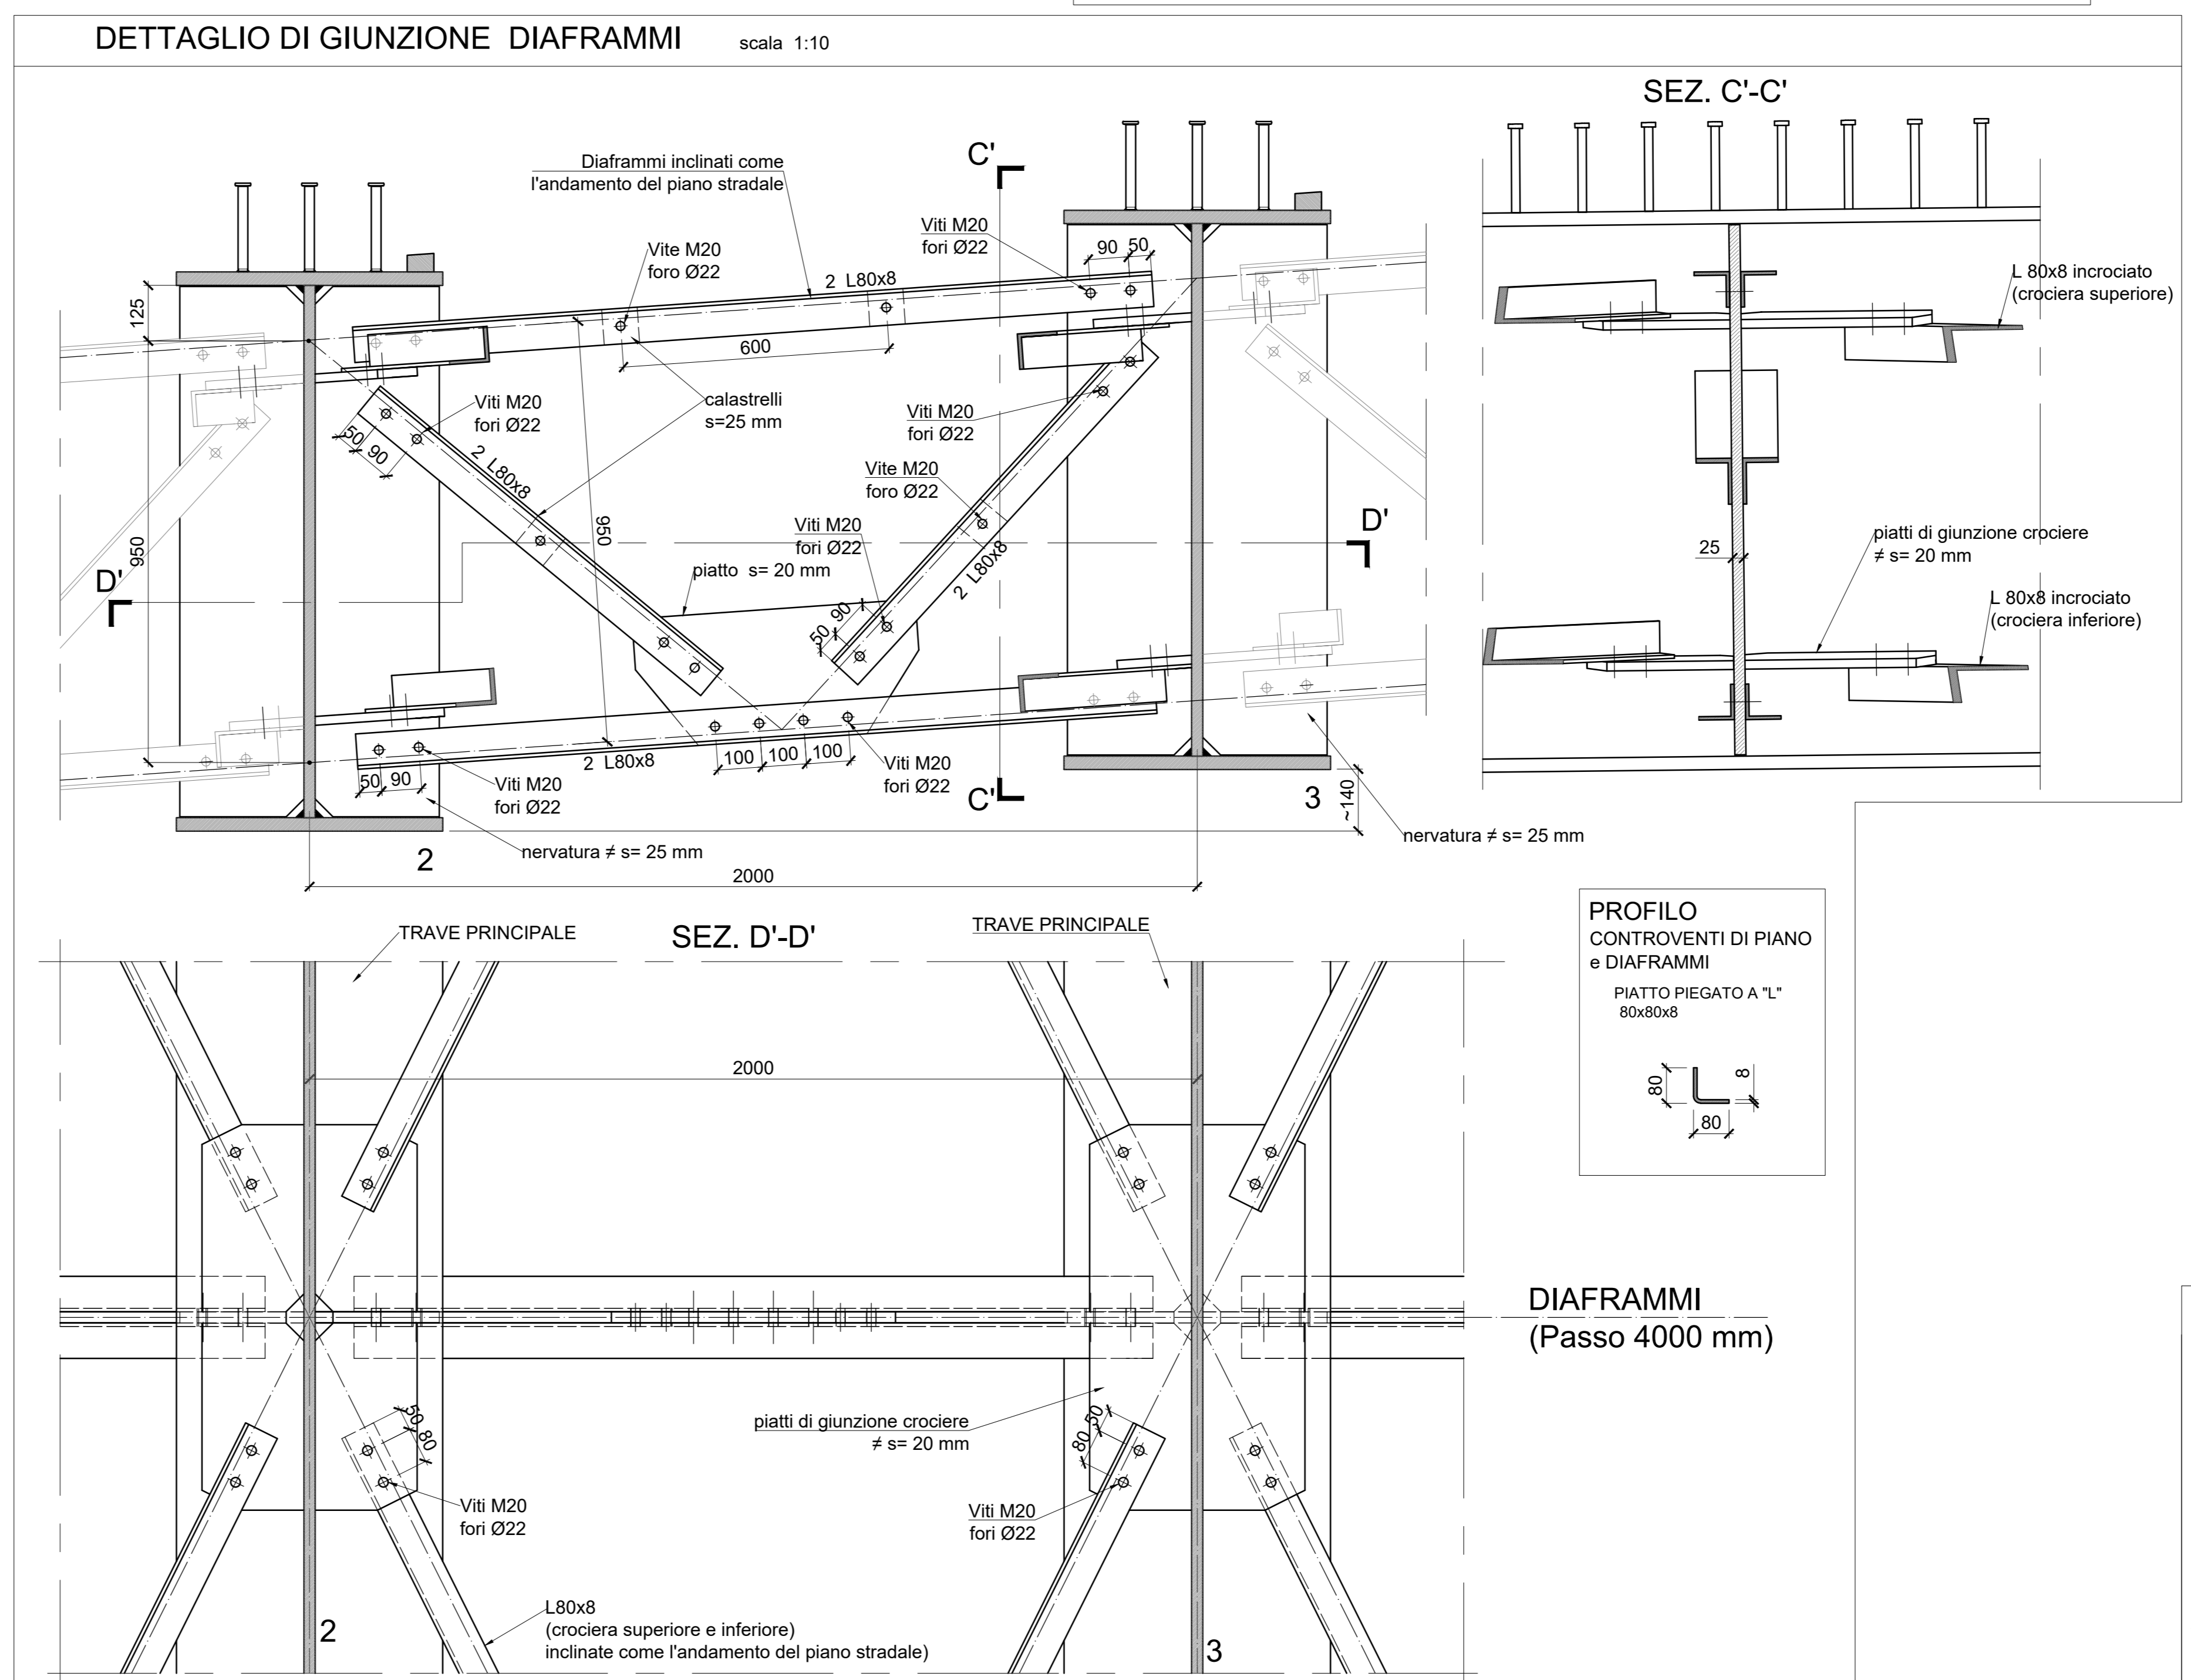 DETTAGLIO DI GIUNZIONE DIAFRAMMI scala 1:10
SEZ. C'-C'
Diaframmi inclinati come
l'andamento del piano stradale
C'
Viti M20
fori Ø22
90 50
Vite M20
foro Ø22
2 L80x8
L 80x8 incrociato
(crociera superiore)
125
600
calastrelli
s=25 mm
Viti M20
fori Ø22
50
90
2 L80x8
Viti M20
fori Ø22
Vite M20
foro Ø22
Viti M20
fori Ø22
950
950
D'
D'
piatto s= 20 mm
2 L80x8
90
50
25
piatti di giunzione crociere
≠ s= 20 mm
L 80x8 incrociato
(crociera inferiore)
100 100 100
2 L80x8
50 90
Viti M20
fori Ø22
Viti M20
fori Ø22
C'
3
~140
nervatura ≠ s= 25 mm
2
nervatura ≠ s= 25 mm
2000
TRAVE PRINCIPALE
SEZ. D'-D'
TRAVE PRINCIPALE
PROFILO
CONTROVENTI DI PIANO
e DIAFRAMMI
PIATTO PIEGATO A "L"
80x80x8
80
8
80
2000
DIAFRAMMI
(Passo 4000 mm)
50
80
piatti di giunzione crociere
≠ s= 20 mm
50
80
Viti M20
fori Ø22
Viti M20
fori Ø22
L80x8
(crociera superiore e inferiore)
inclinate come l'andamento del piano stradale)
2
3